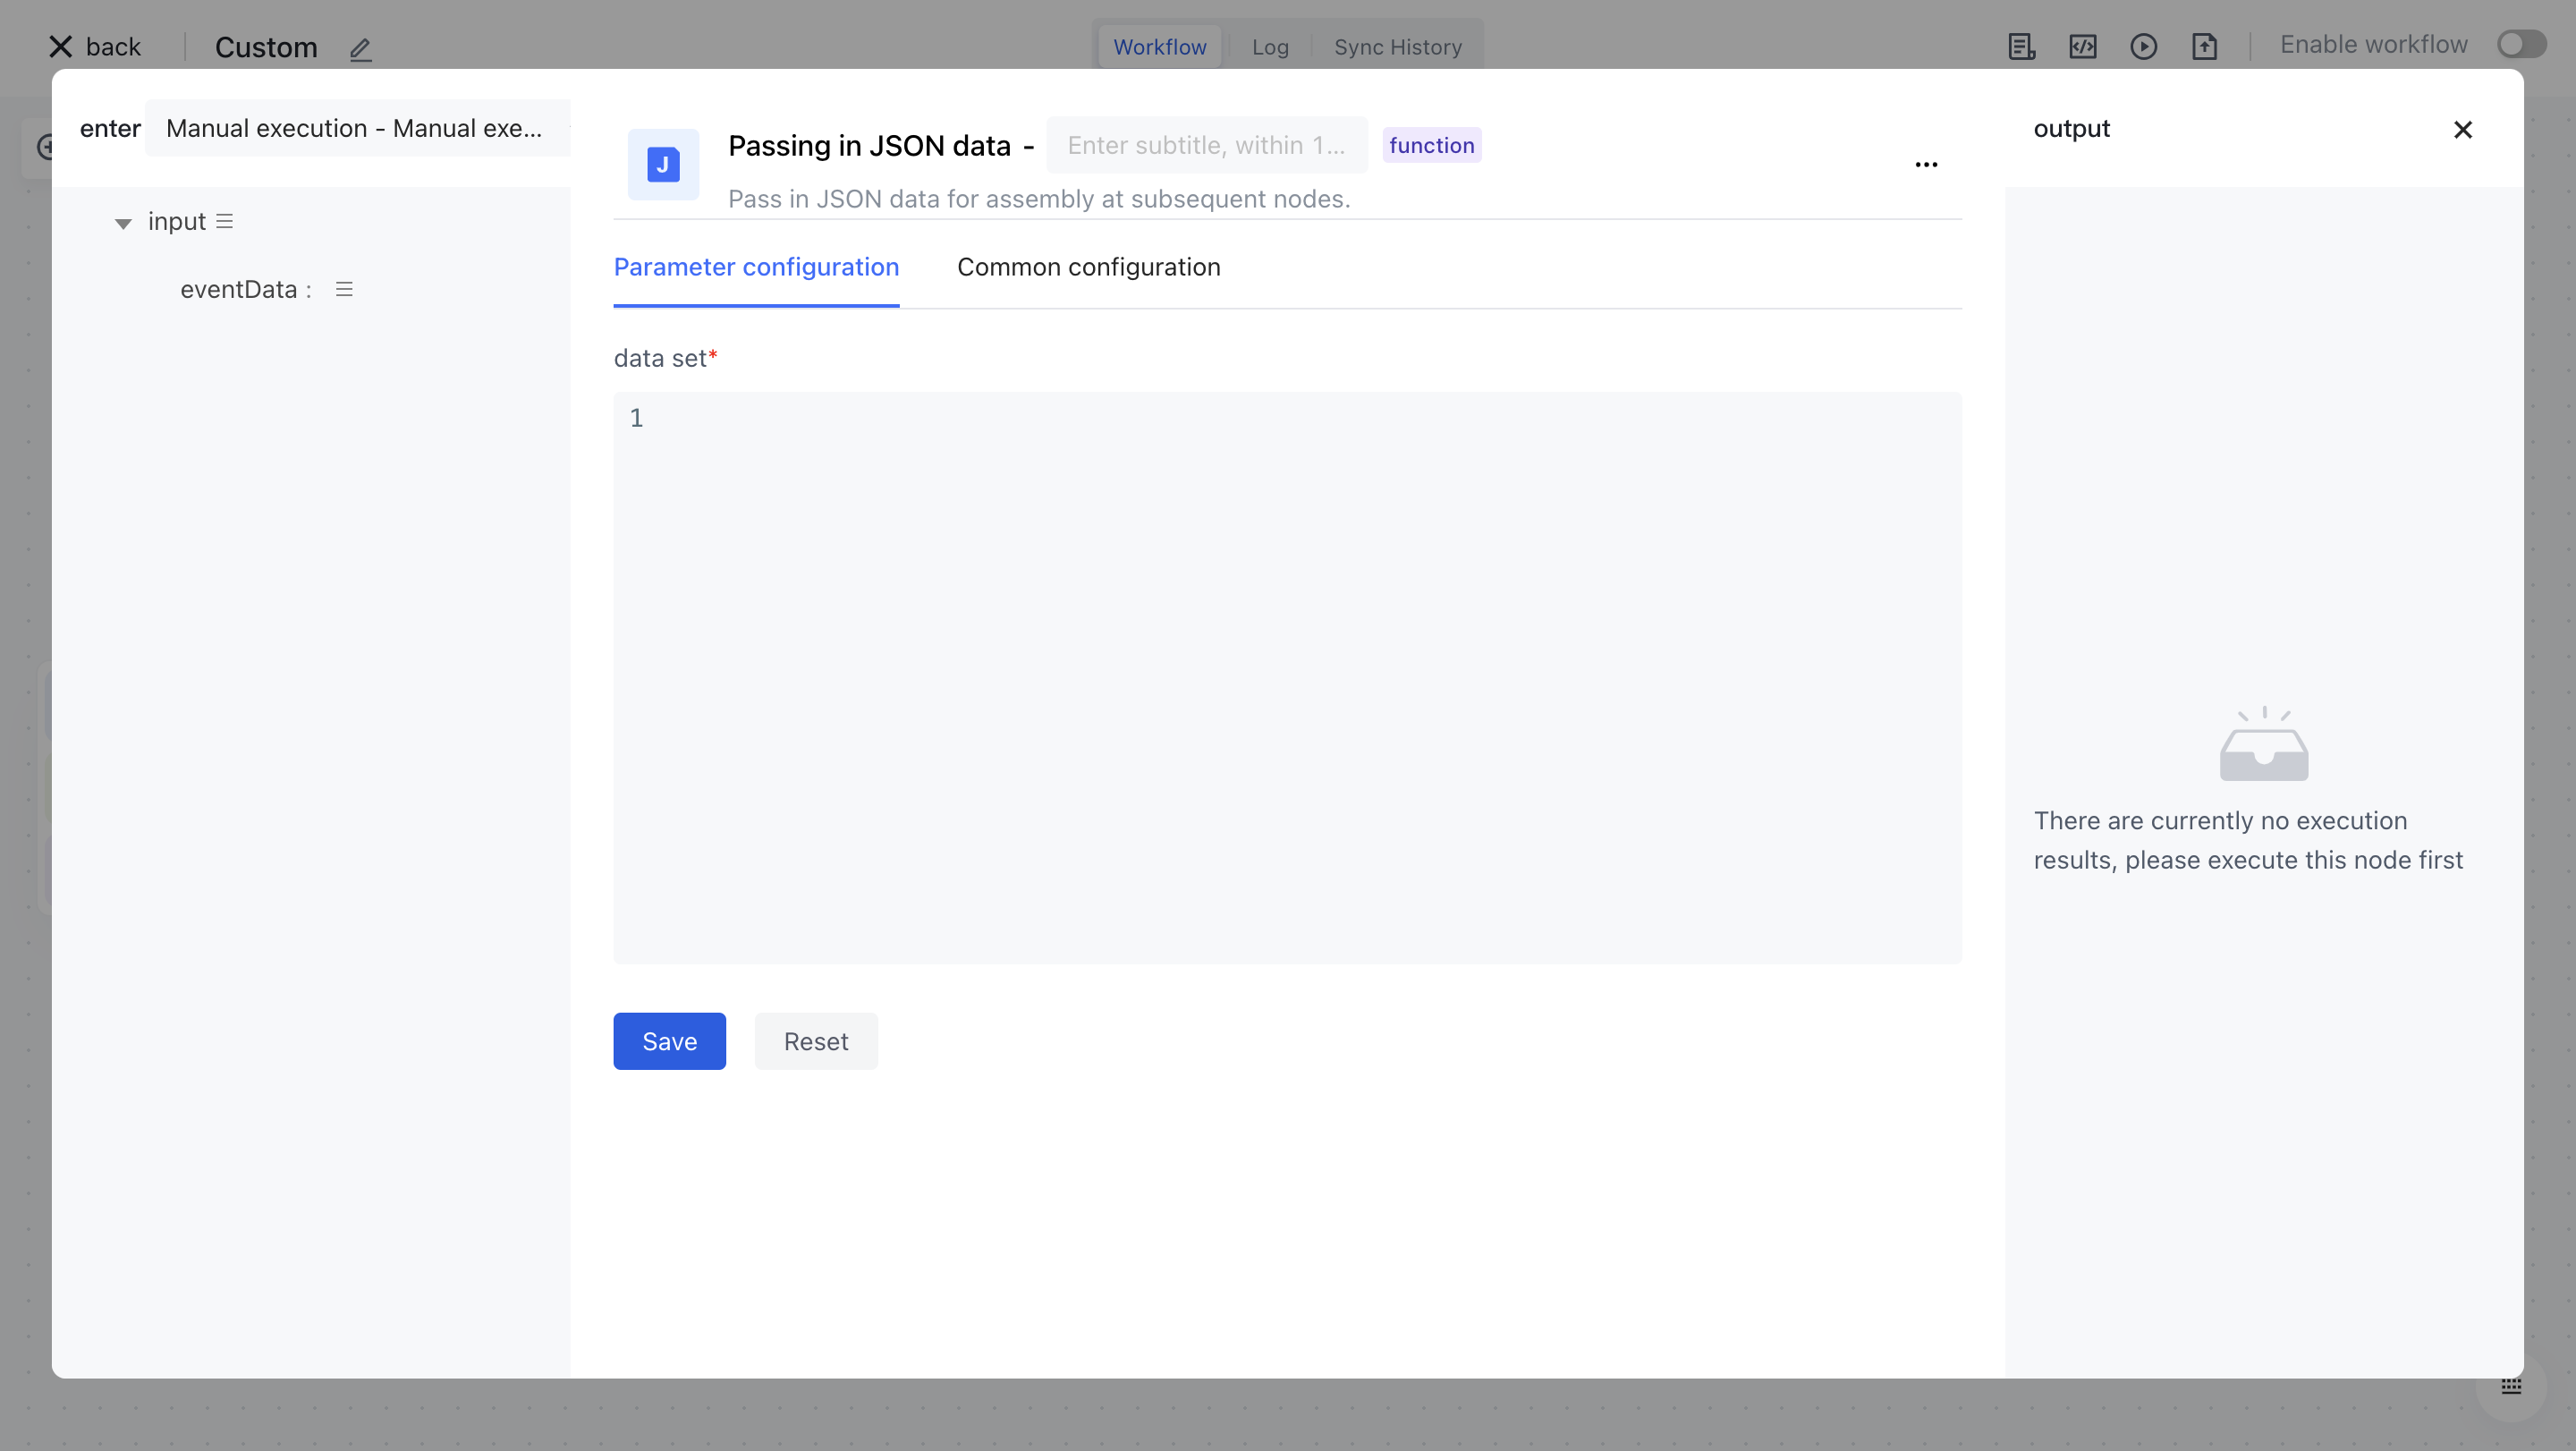 back
Custom
Workflow
Log
Sync History
Enable workflow
enter
Manual execution - Manual exe...
input
eventData :
J
Passing in JSON data -
Enter subtitle, within 1...
function
Pass in JSON data for assembly at subsequent nodes.
Parameter configuration
Common configuration
data set*
1
Save
Reset
output
There are currently no execution
results, please execute this node first